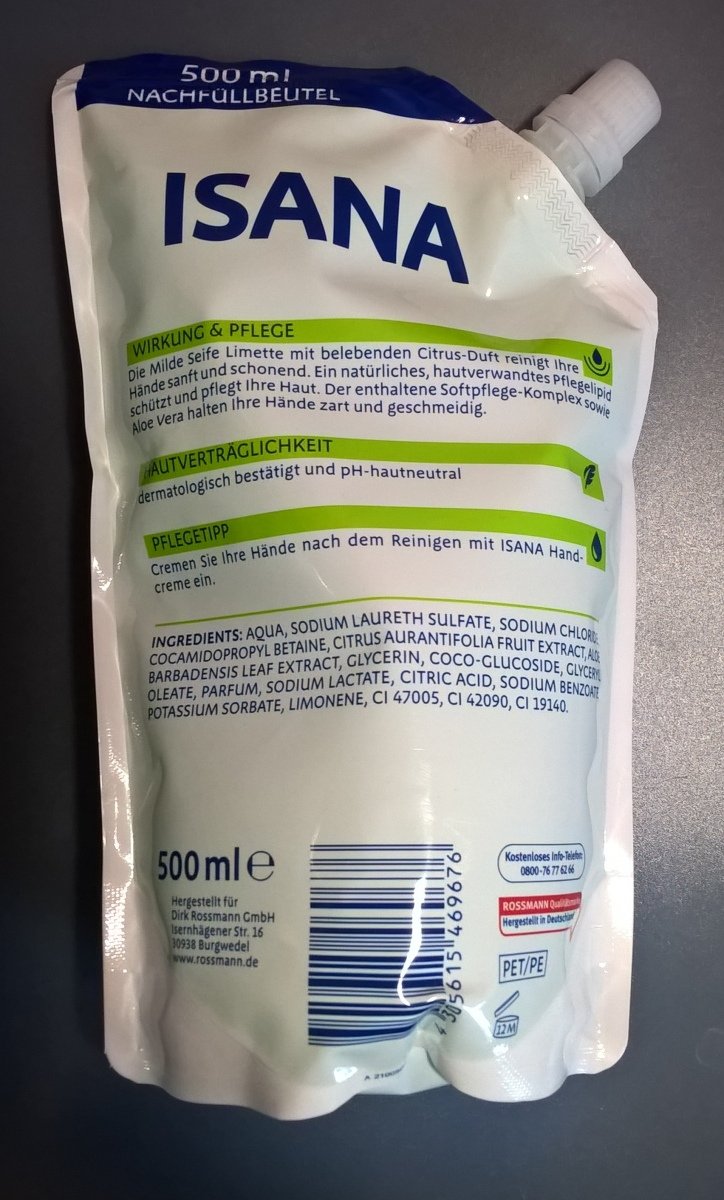 500 ml
NACHFÜLLBEUTEL
ISANA
WIRKUNG & PFLEGE
Die Milde Seife Limette mit belebenden Citrus-Duft reinigt Ihre
Hände sanft und schonend. Ein natürliches, hautverwandtes Pflegelipid
schützt und pflegt Ihre Haut. Der enthaltene Softpflege-Komplex sowie
Aloe Vera halten Ihre Hände zart und geschmeidig.
HAUTVERTRÄGLICHKEIT
dermatologisch bestätigt und pH-hautneutral
PFLEGETIPP
Cremen Sie Ihre Hände nach dem Reinigen mit ISANA Hand-
creme ein.
INGREDIENTS: AQUA, SODIUM LAURETH SULFATE, SODIUM CHLORIDE,
COCAMIDOPROPYL BETAINE, CITRUS AURANTIFOLIA FRUIT EXTRACT, ALOE
BARBADENSIS LEAF EXTRACT, GLYCERIN, COCO-GLUCOSIDE, GLYCERYL
OLEATE, PARFUM, SODIUM LACTATE, CITRIC ACID, SODIUM BENZOATE
POTASSIUM SORBATE, LIMONENE, CI 47005, CI 42090, CI 19140.
500 ml e
Hergestellt für
Dirk Rossmann GmbH
Isernhägener Str. 16
30938 Burgwedel
www.rossmann.de
4 305615 469676
Kostenloses Info-Telefon:
0800-76 77 62 66
ROSSMANN
Hergestellt in Deutschland
PET/PE
12 M